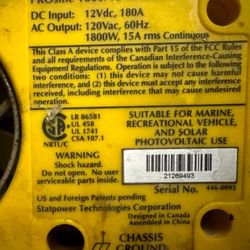 DC Input: 12Vdc, 180A
AC Output: 120Vac, 60Hz
1800W, 15A rms Continuous
This Class A device complies with Part 15 of the FCC Rules
and all requirements of the Canadian Interference-Causing
Equipment Regulations. Operation is subject to the following
two conditions: (1) this device may not cause harmful
interference, and (2) this device must accept any interference
received, including interference that may cause undesired
operation.
LR 86581
UL 458
UL 1741
CSA 107.1
NRTL/C
SUITABLE FOR MARINE,
RECREATIONAL VEHICLE,
AND SOLAR
PHOTOVOLTAIC USE
WARNING
Shock hazard.
Do not open. No user
serviceable parts inside.
21269493
Serial No.
446-0093
US and Foreign Patents pending
Statpower Technologies Corporation
Designed in Canada
Assembled in China
CHASSIS
GROUND